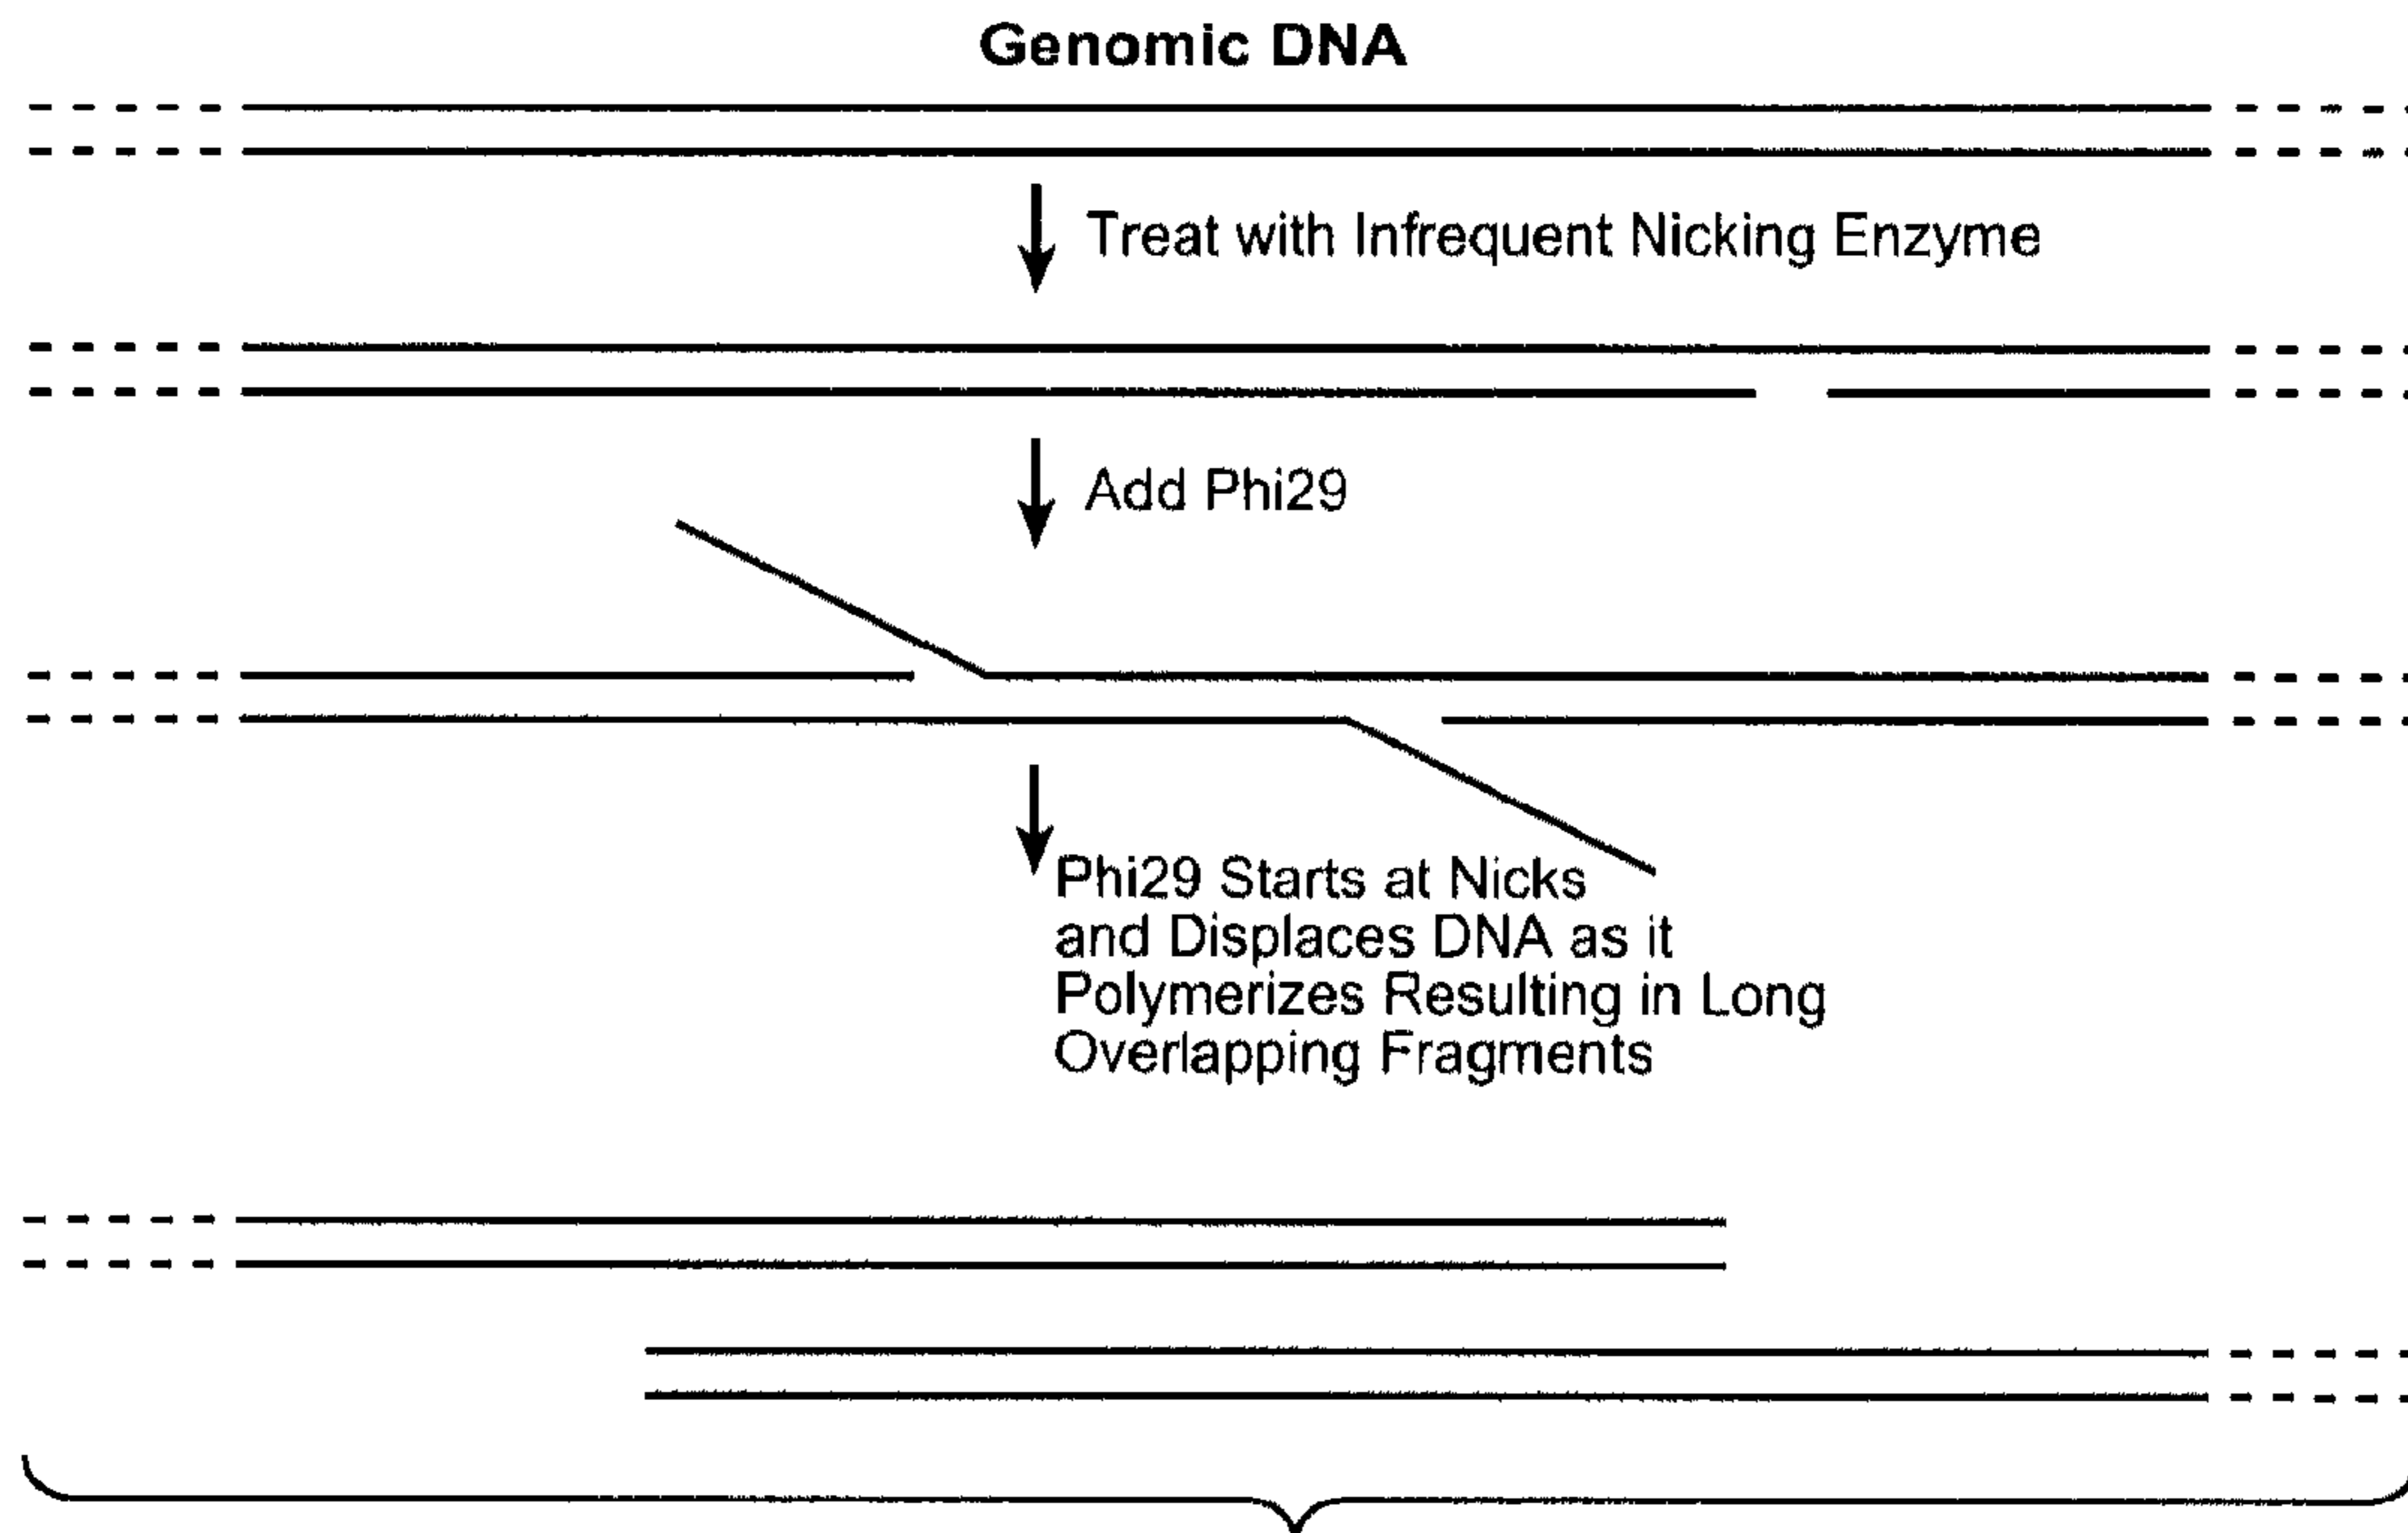 Genomic DNA
Treat with Infrequent Nicking Enzyme
Add Phi29
Phi29 Starts at Nicks
and Displaces DNA as it
Polymerizes Resulting in Long
Overlapping Fragments